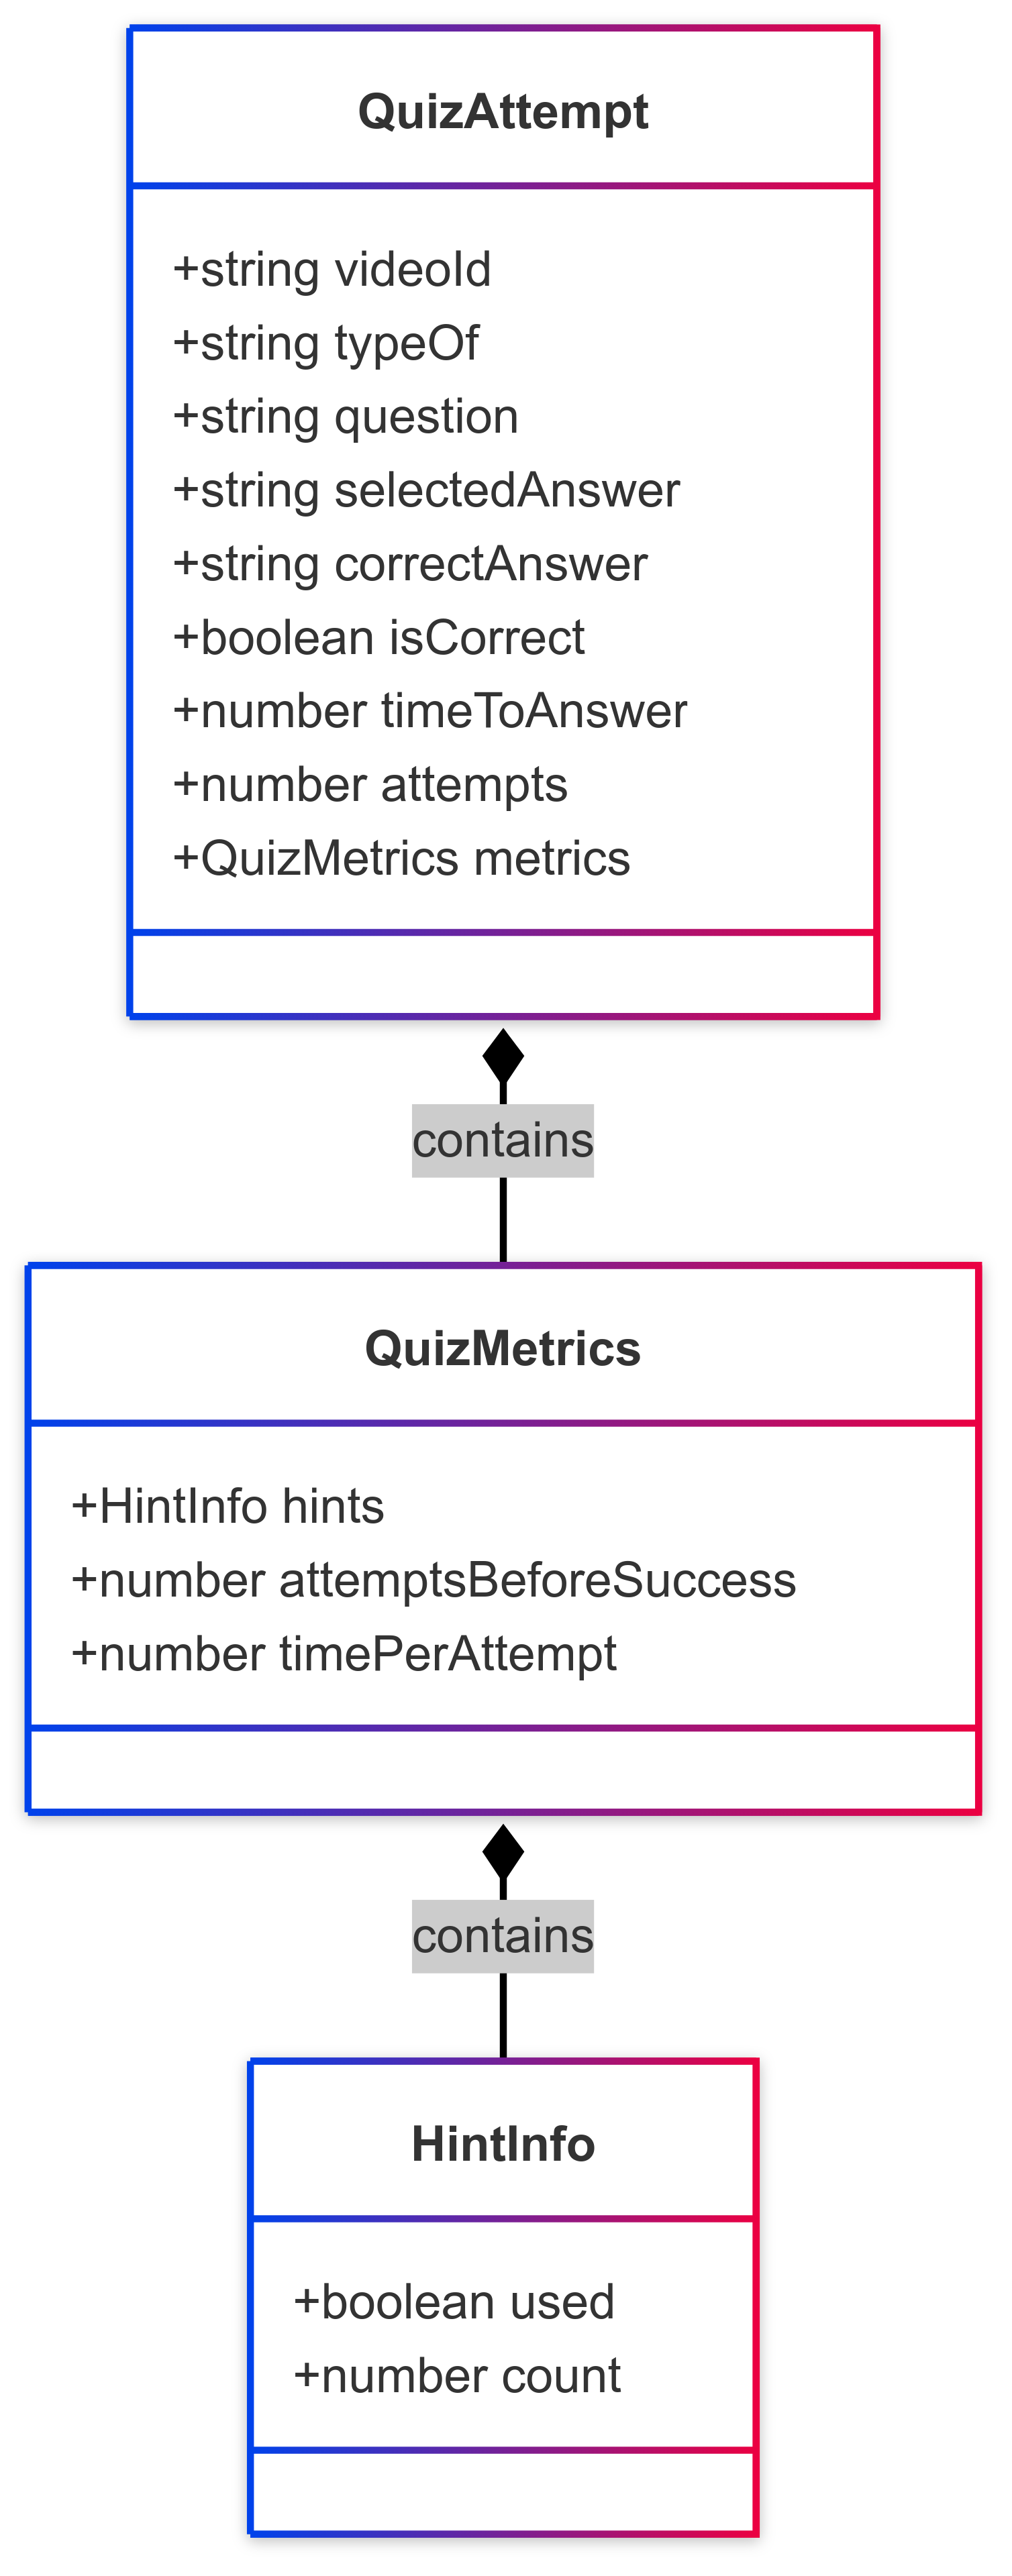 QuizAttempt
+string videoId
+string typeOf
+string question
+string selectedAnswer
+string correctAnswer
+boolean isCorrect
+number timeToAnswer
+number attempts
+QuizMetrics metrics
contains
QuizMetrics
+HintInfo hints
+number attemptsBeforeSuccess
+number timePerAttempt
contains
HintInfo
+boolean used
+number count